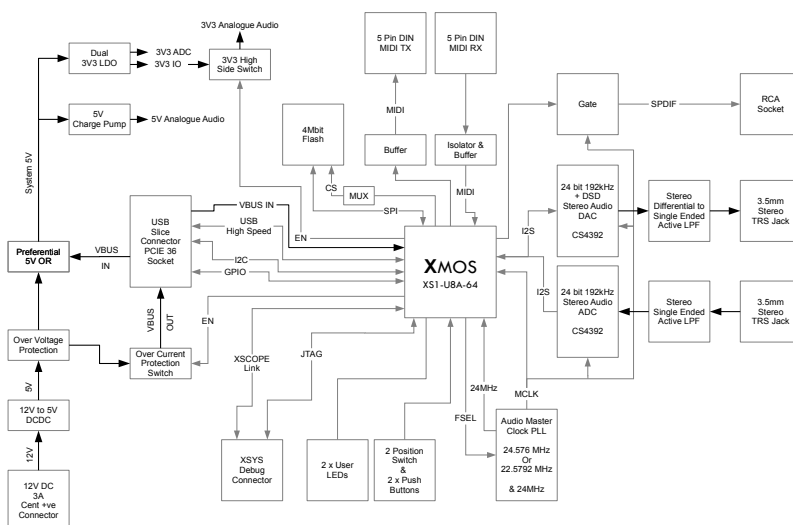 3V3 Analogue Audio
Dual
3V3 LDO
3V3 ADC
3V3 IO
3V3 High
Side Switch
5 Pin DIN
MIDI TX
5 Pin DIN
MIDI RX
5V
Charge Pump
5V Analogue Audio
System 5V
4Mbit
Flash
MIDI
Buffer
Isolator &
Buffer
MIDI
Gate
SPDIF
RCA
Socket
CS
MUX
SPI
EN
USB
Slice
Connector
PCIE 36
Socket
VBUS IN
USB
High Speed
I2C
GPIO
XMOS
XS1-U8A-64
I2S
24 bit 192kHz
+ DSD
Stereo Audio
DAC
CS4392
Stereo
Differential to
Single Ended
Active LPF
3.5mm
Stereo
TRS Jack
I2S
24 bit 192kHz
Stereo Audio
ADC
CS4392
Stereo
Single Ended
Active LPF
3.5mm
Stereo
TRS Jack
Preferential
5V OR
VBUS
IN
VBUS
OUT
EN
Over Voltage
Protection
Over Current
Protection
Switch
XSCOPE
Link
JTAG
24MHz
FSEL
MCLK
5V
12V to 5V
DCDC
12V
12V DC
3A
Cent +ve
Connector
XSYS
Debug
Connector
2 x User
LEDs
2 Position
Switch
&
2 x Push
Buttons
Audio Master
Clock PLL
24.576 MHz
Or
22.5792 MHz
& 24MHz